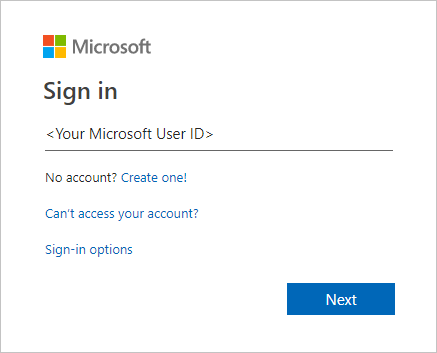 Microsoft
Sign in
<Your Microsoft User ID>
No account? Create one!
Can't access your account?
Sign-in options
Next